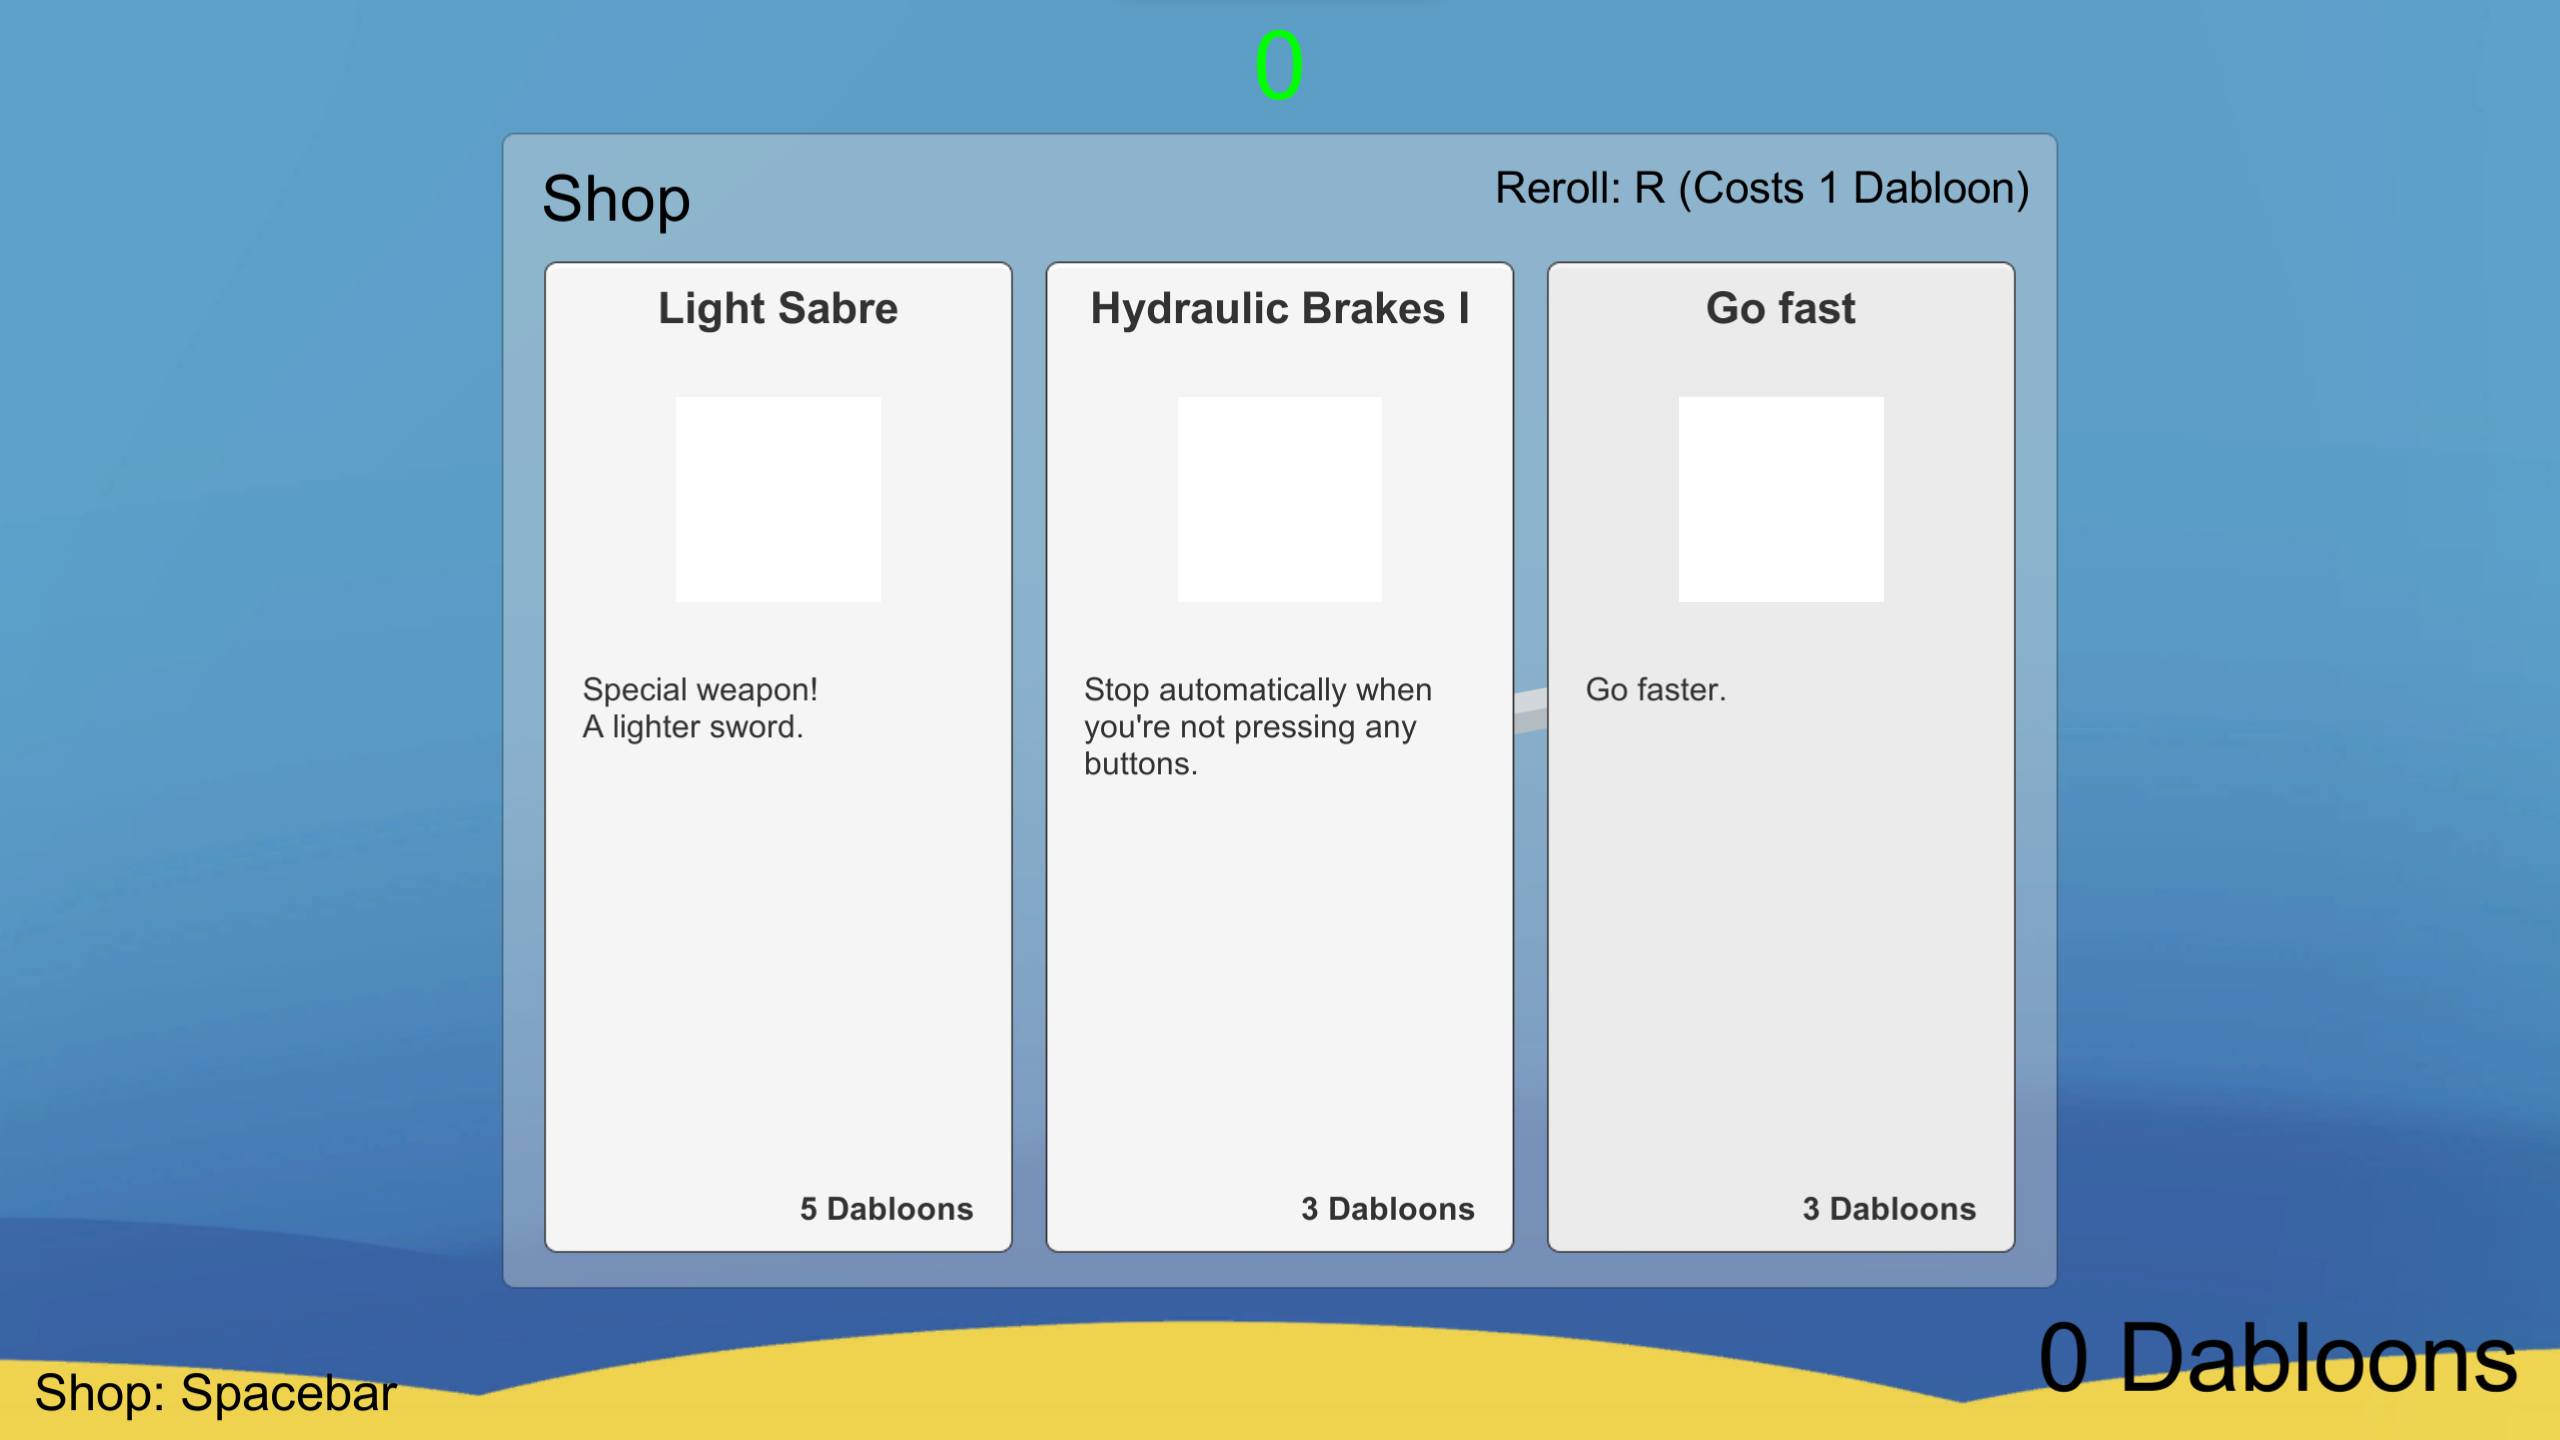 0
Shop
Reroll: R (Costs 1 Dabloon)
Light Sabre
Special weapon!
A lighter sword.
5 Dabloons
Hydraulic Brakes I
Stop automatically when
you're not pressing any
buttons.
3 Dabloons
Go fast
Go faster.
3 Dabloons
Shop: Spacebar
0 Dabloons